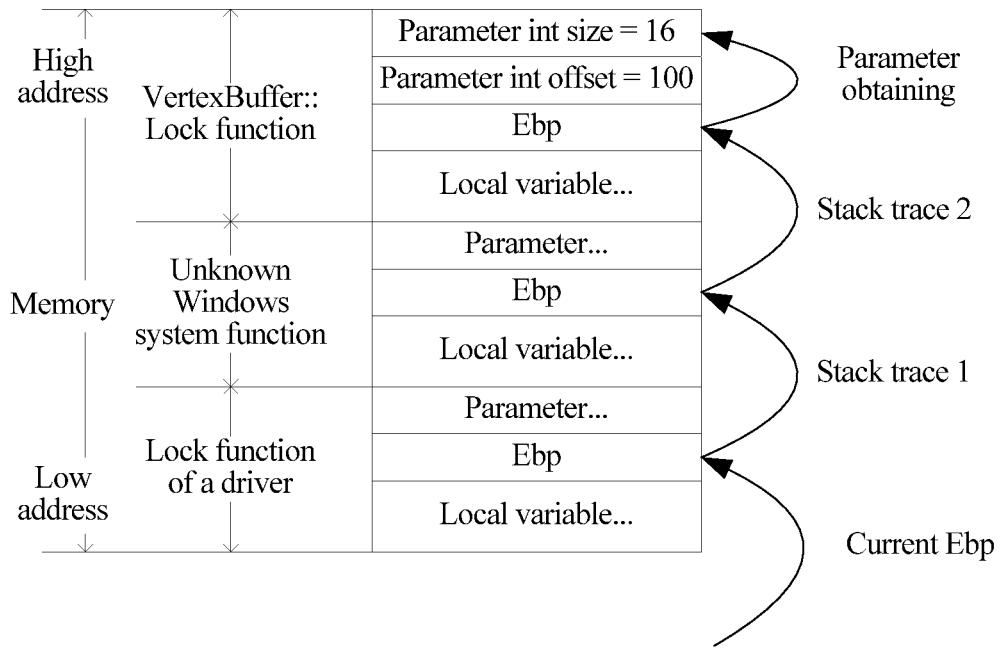 High
address
Memory
Low
address
VertexBuffer::
Lock function
Unknown
Windows
system function
Lock function
of a driver
Parameter int size = 16
Parameter int offset = 100
Ebp
Local variable...
Parameter...
Ebp
Local variable...
Parameter...
Ebp
Local variable...
Parameter
obtaining
Stack trace 2
Stack trace 1
Current Ebp